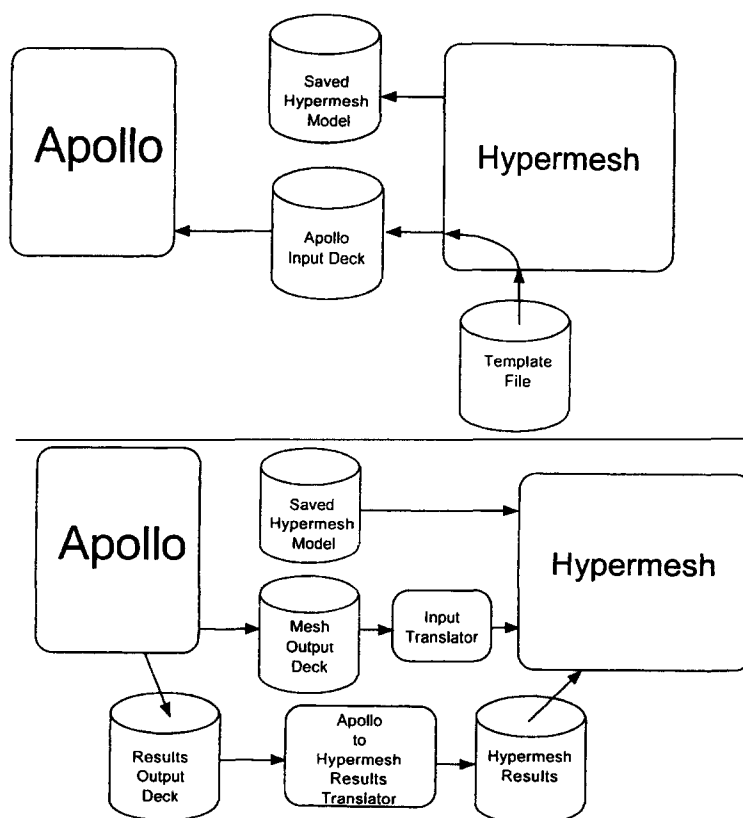 Apollo
Saved
Hypermesh
Model
Hypermesh
Apollo
Input Deck
Template
File
Apollo
Saved
Hypermesh
Model
Hypermesh
Mesh
Output
Deck
Input
Translator
Results
Output
Deck
Apollo
to
Hypermesh
Results
Translator
Hypermesh
Results